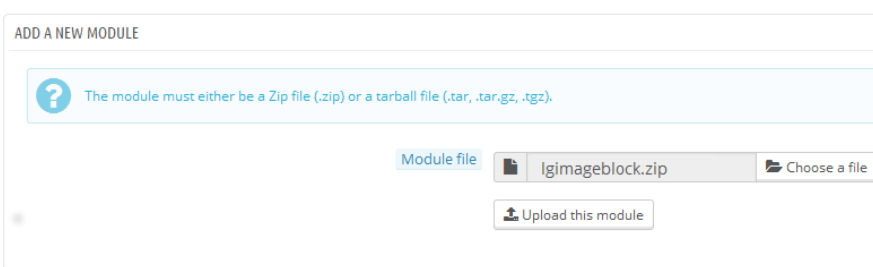 ADD A NEW MODULE
The module must either be a Zip file (.zip) or a tarball file (.tar, .tar.gz, .tgz).
Module file
lgimageblock.zip
Choose a file
Upload this module